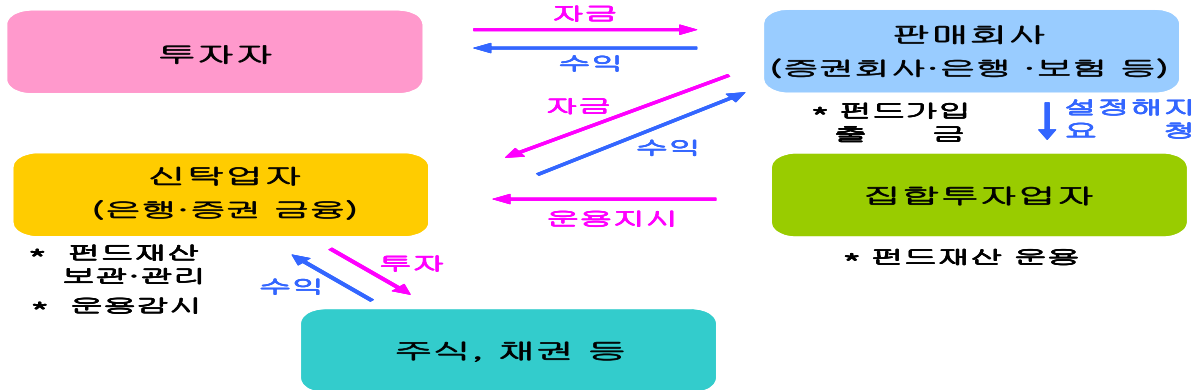 자금
투자자
판매회사
(증권회사·은행 ·보험 등)
수익
자금
* 펀드가입
출 금
설정해지
요 청
수익
신탁업자
(은행·증권 금융)
집합투자업자
운용지시
* 펀드재산
보관·관리
* 운용감시
투자
수익
* 펀드재산 운용
주식, 채권 등